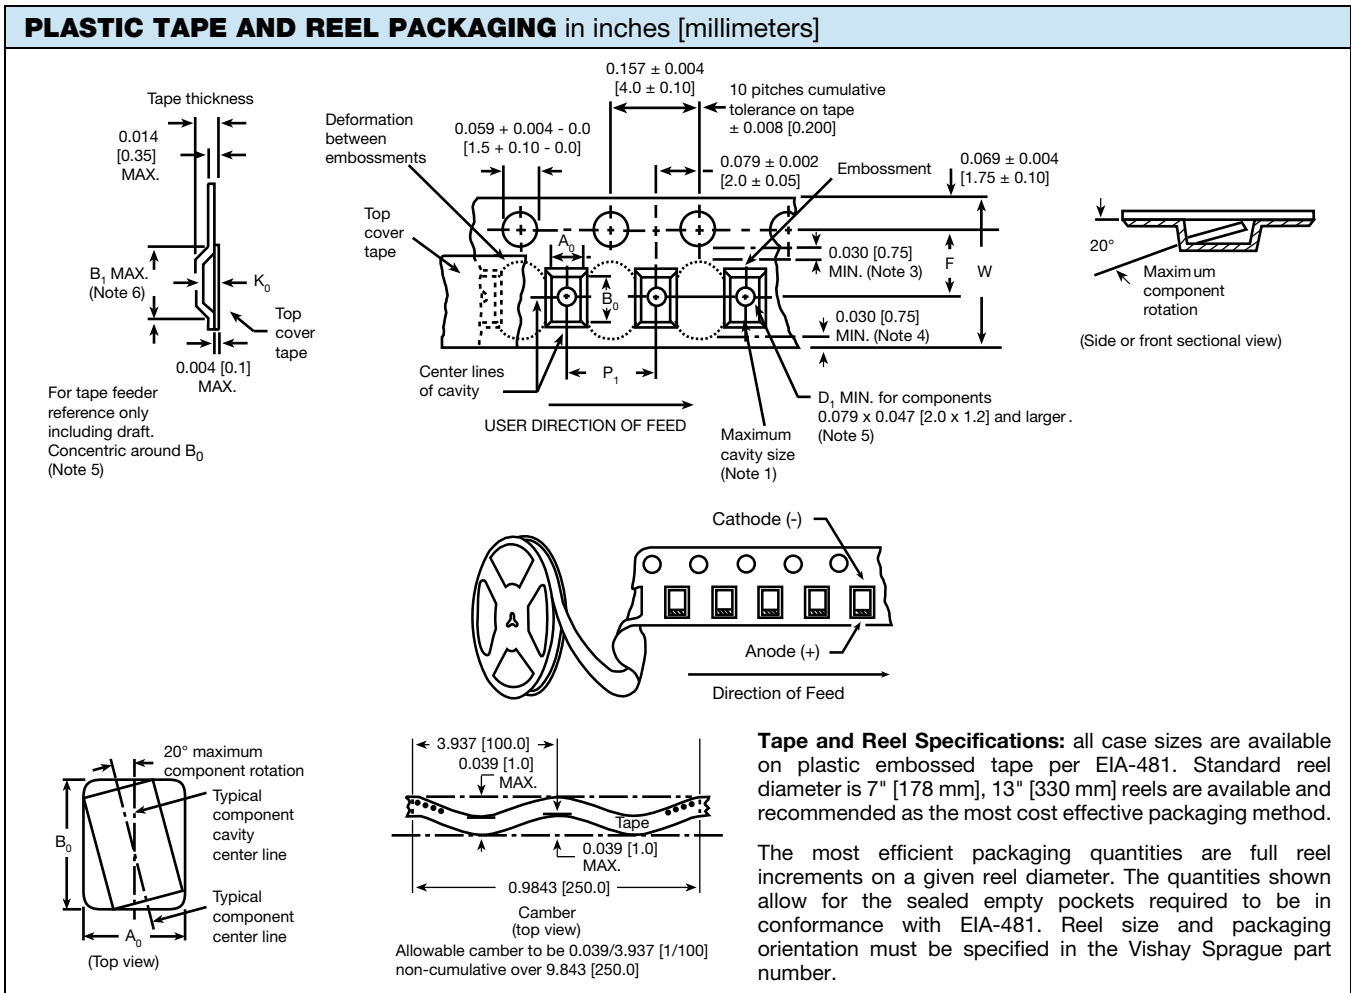 PLASTIC TAPE AND REEL PACKAGING in inches [millimeters]
Tape thickness
0.014
[0.35]
MAX.
B1 MAX.
(Note 6)
K0
Top
cover
tape
0.004 [0.1]
MAX.
For tape feeder
reference only
including draft.
Concentric around B0
(Note 5)
Deformation
between
embossments
Top
cover
tape
0.059 + 0.004 - 0.0
[1.5 + 0.10 - 0.0]
0.157 ± 0.004
[4.0 ± 0.10]
10 pitches cumulative
tolerance on tape
± 0.008 [0.200]
0.079 ± 0.002
[2.0 ± 0.05]
Embossment
0.069 ± 0.004
[1.75 ± 0.10]
A0
B0
0.030 [0.75]
MIN. (Note 3)
F
W
0.030 [0.75]
MIN. (Note 4)
Center lines
of cavity
P1
USER DIRECTION OF FEED
Maximum
cavity size
(Note 1)
D1 MIN. for components
0.079 x 0.047 [2.0 x 1.2] and larger .
(Note 5)
20°
Maximum
component
rotation
(Side or front sectional view)
Cathode (-)
Anode (+)
Direction of Feed
20° maximum
component rotation
Typical
component
cavity
center line
B0
Typical
component
center line
A0
(Top view)
3.937 [100.0]
0.039 [1.0]
MAX.
Tape
0.039 [1.0]
MAX.
0.9843 [250.0]
Camber
(top view)
Allowable camber to be 0.039/3.937 [1/100]
non-cumulative over 9.843 [250.0]
Tape and Reel Specifications: all case sizes are available
on plastic embossed tape per EIA-481. Standard reel
diameter is 7" [178 mm], 13" [330 mm] reels are available and
recommended as the most cost effective packaging method.
The most efficient packaging quantities are full reel
increments on a given reel diameter. The quantities shown
allow for the sealed empty pockets required to be in
conformance with EIA-481. Reel size and packaging
orientation must be specified in the Vishay Sprague part
number.